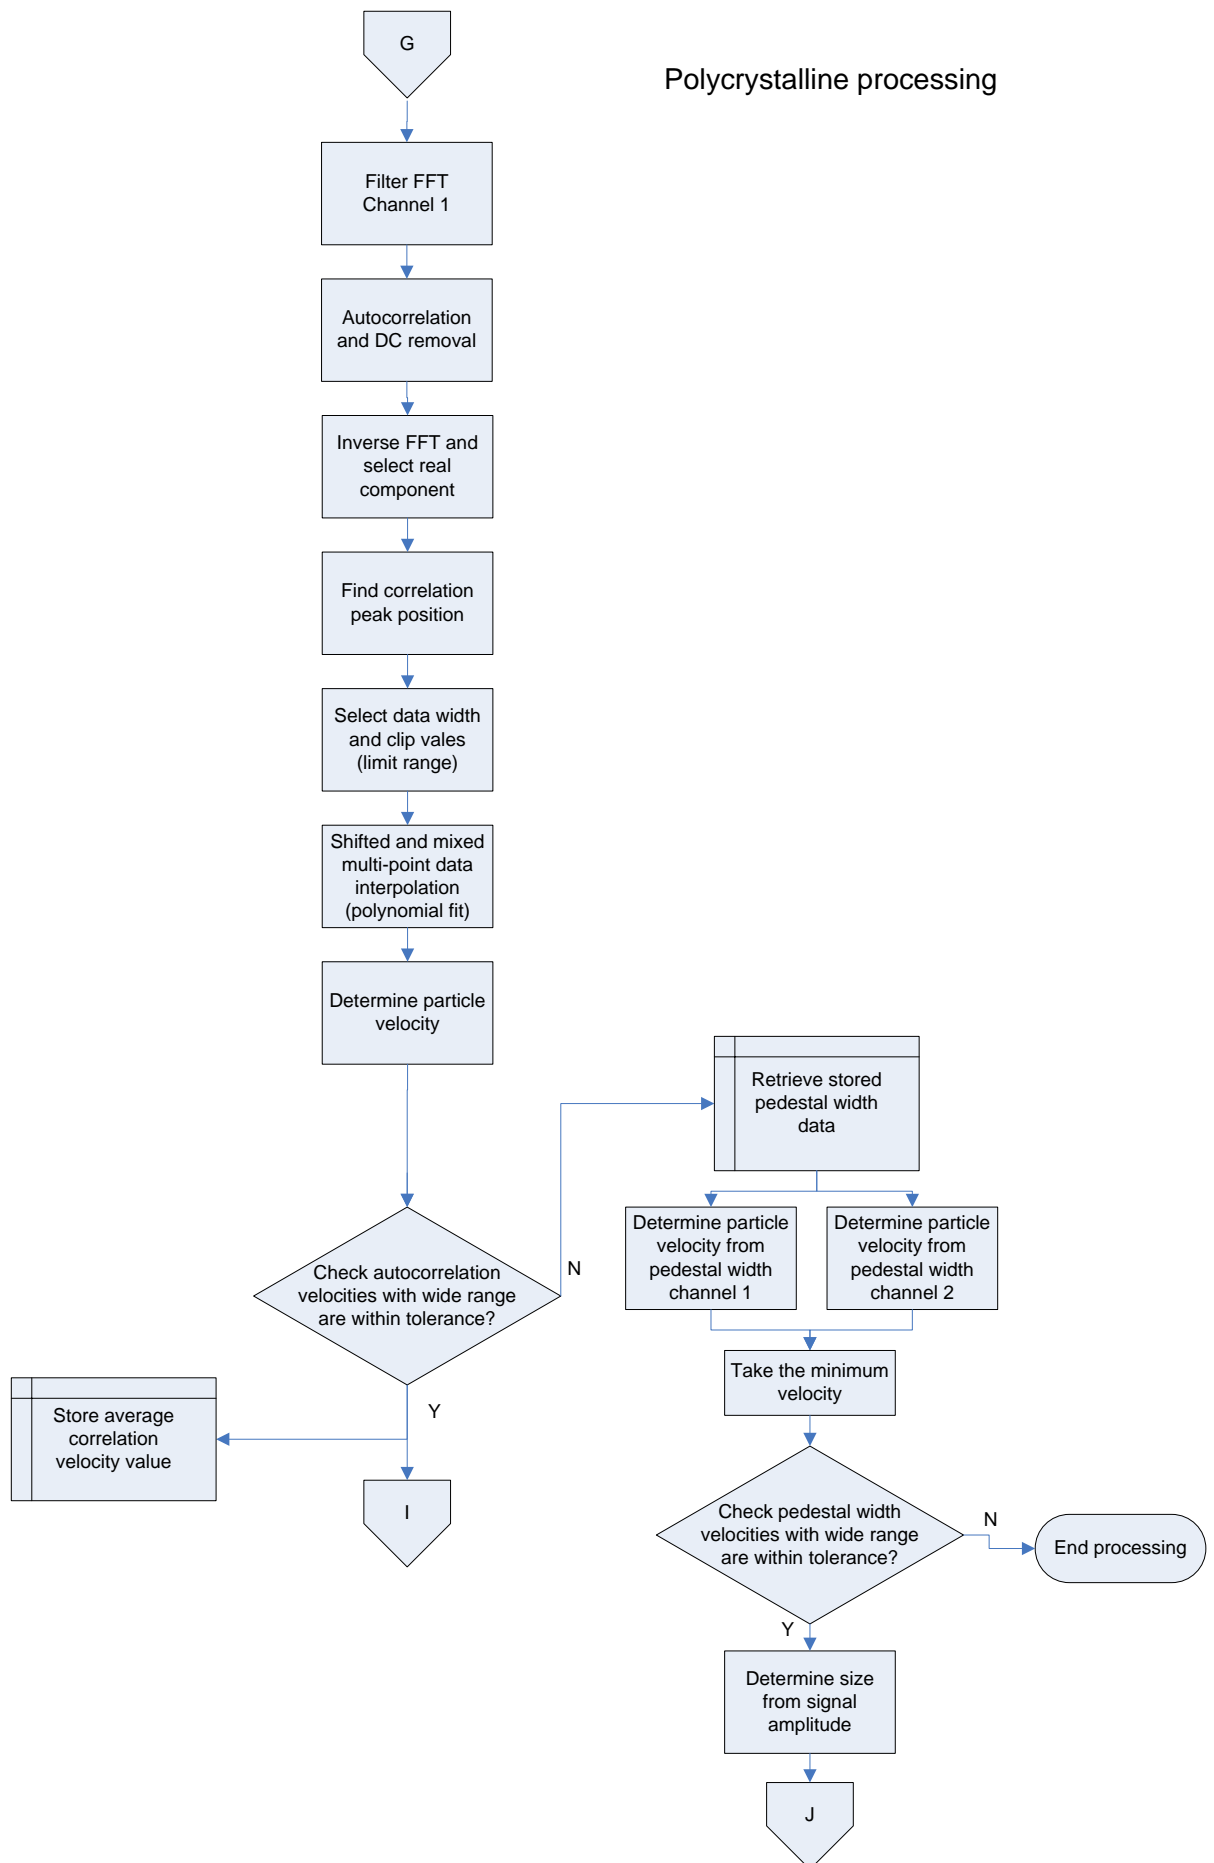 G
Polycrystalline processing
Filter FFT
Channel 1
Autocorrelation
and DC removal
Inverse FFT and
select real
component
Find correlation
peak position
Select data width
and clip vales
(limit range)
Shifted and mixed
multi-point data
interpolation
(polynomial fit)
Determine particle
velocity
Check autocorrelation
velocities with wide range
are within tolerance?
N
Y
Store average
correlation
velocity value
I
Retrieve stored
pedestal width
data
Determine particle
velocity from
pedestal width
channel 1
Determine particle
velocity from
pedestal width
channel 2
Take the minimum
velocity
Check pedestal width
velocities with wide range
are within tolerance?
N
End processing
Y
Determine size
from signal
amplitude
J